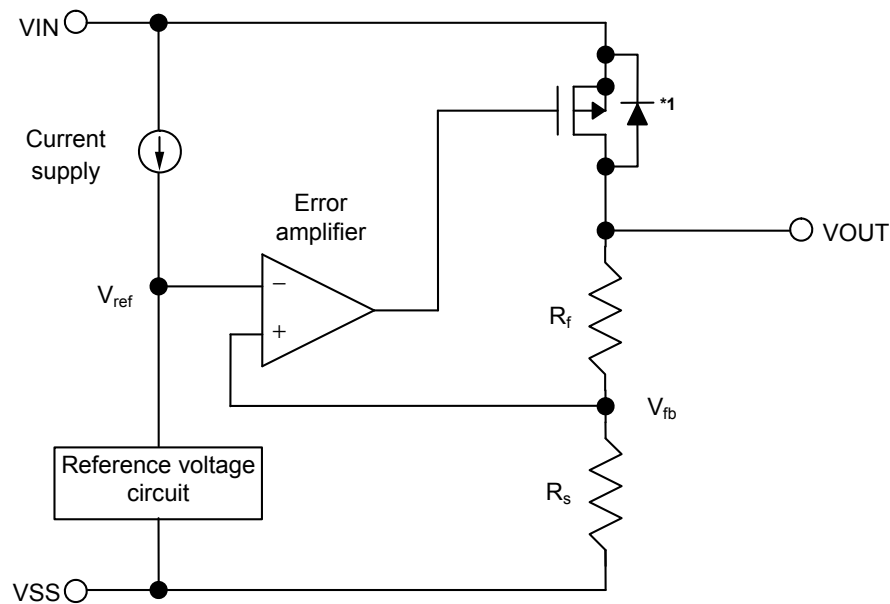 VIN
*1
Current
supply
Error
amplifier
VOUT
Vref
−
+
Rf
Vfb
Reference voltage
circuit
Rs
VSS